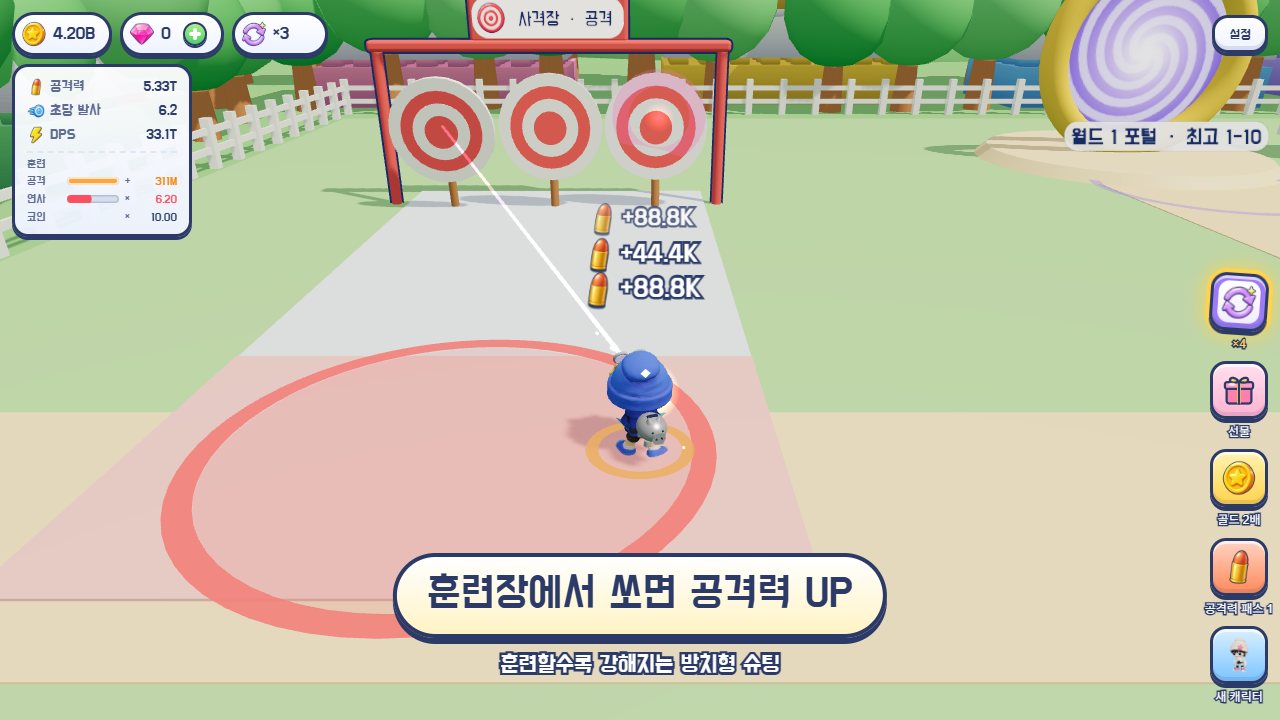 4.20B
0
×3
사격장 · 공격
설정
공격력 5.33T
초당 발사 6.2
DPS 33.1T
훈련
공격 + 311M
연사 × 6.20
코인 × 10.00
월드 1 포털 · 최고 1-10
+88.8K
+44.4K
+88.8K
×4
선물
골드 2배
공격력 패스 1
새 캐릭터
훈련장에서 쏘면 공격력 UP
훈련할수록 강해지는 방치형 슈팅